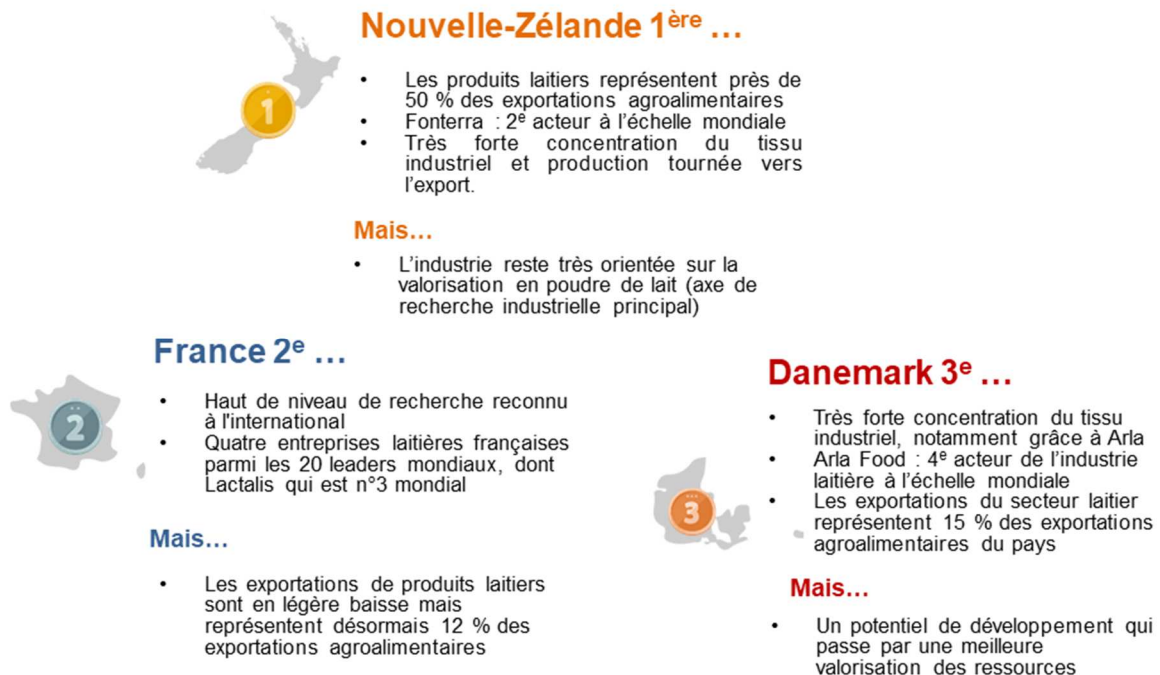 Nouvelle-Zélande 1ère …
1
• Les produits laitiers représentent près de
50 % des exportations agroalimentaires
• Fonterra : 2e acteur à l'échelle mondiale
• Très forte concentration du tissu
industriel et production tournée vers
l'export.
Mais…
• L'industrie reste très orientée sur la
valorisation en poudre de lait (axe de
recherche industrielle principal)
France 2e …
2
• Haut de niveau de recherche reconnu
à l'international
• Quatre entreprises laitières françaises
parmi les 20 leaders mondiaux, dont
Lactalis qui est n°3 mondial
Mais…
• Les exportations de produits laitiers
sont en légère baisse mais
représentent désormais 12 % des
exportations agroalimentaires
Danemark 3e …
3
• Très forte concentration du tissu
industriel, notamment grâce à Arla
• Arla Food : 4e acteur de l'industrie
laitière à l'échelle mondiale
• Les exportations du secteur laitier
représentent 15 % des exportations
agroalimentaires du pays
Mais…
• Un potentiel de développement qui
passe par une meilleure
valorisation des ressources